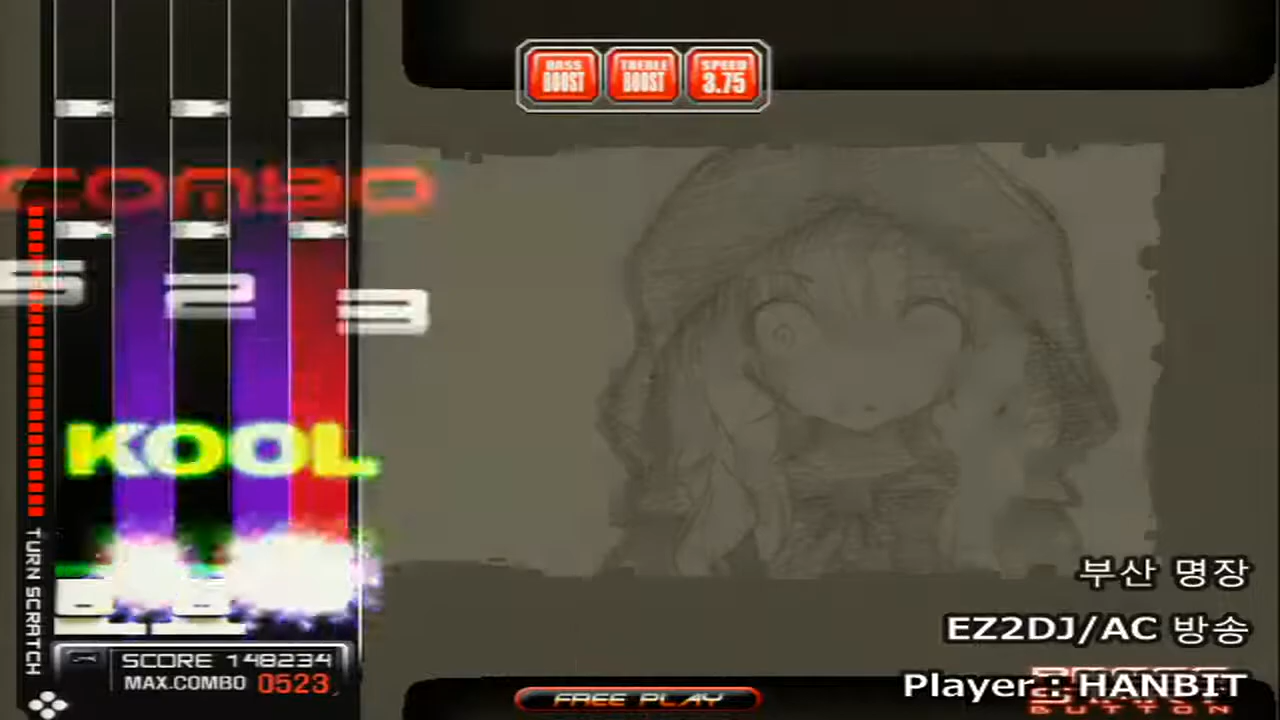 BASS BOOST
TREBLE BOOST
SPEED 3.75
COMBO
523
KOOL
TURN SCRATCH
SCORE 148234
MAX.COMBO 0523
FREE PLAY
부산 명장
EZ2DJ/AC 방송
Player : HANBIT
BUTTON